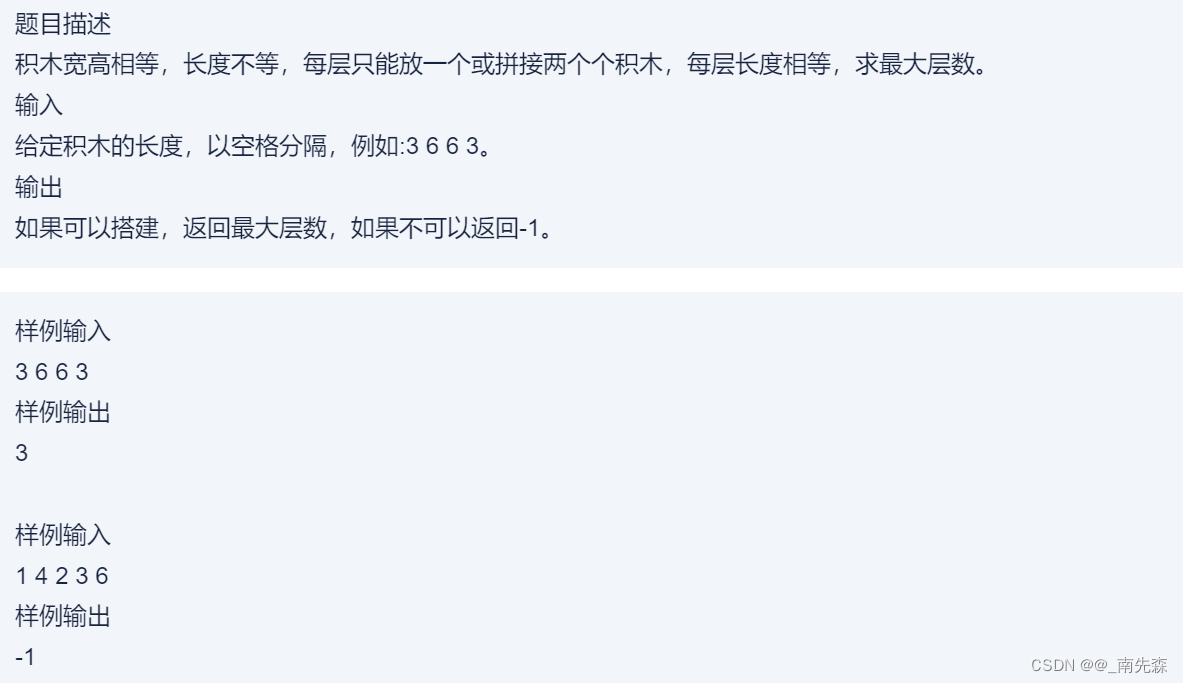 题目描述
积木宽高相等，长度不等，每层只能放一个或拼接两个个积木，每层长度相等，求最大层数。
输入
给定积木的长度，以空格分隔，例如:3 6 6 3。
输出
如果可以搭建，返回最大层数，如果不可以返回-1。
样例输入
3 6 6 3
样例输出
3
样例输入
1 4 2 3 6
样例输出
-1
CSDN @@_南先森